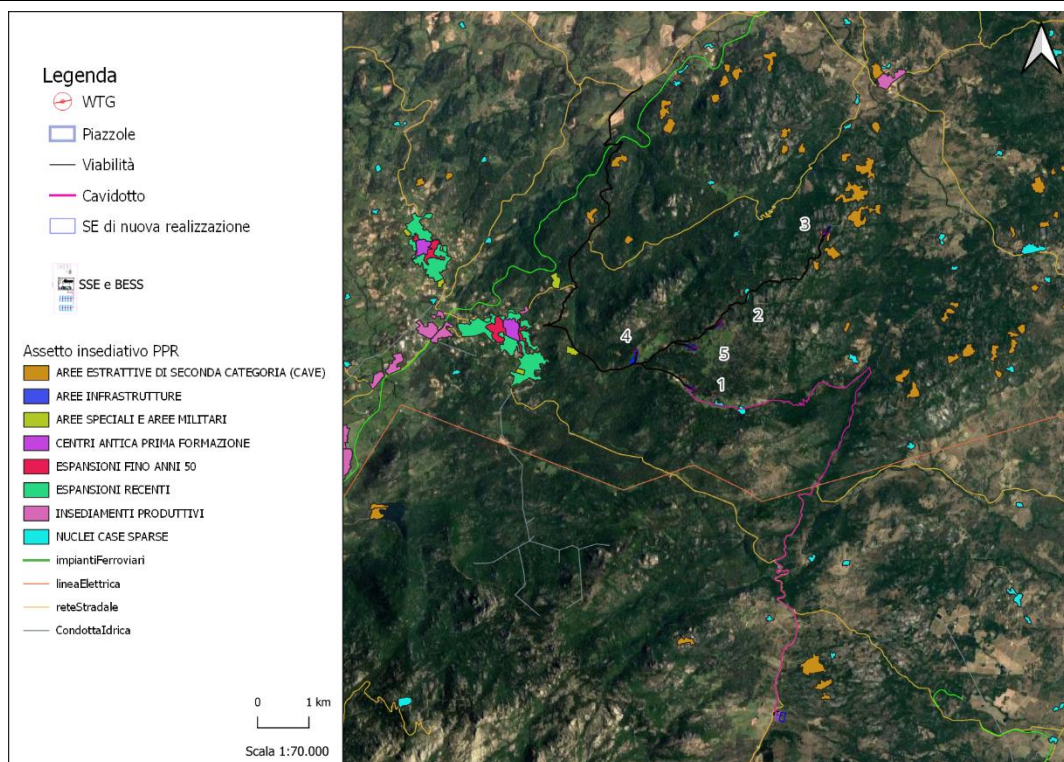 Legenda
WTG
Piazzole
Viabilità
Cavidotto
SE di nuova realizzazione
SSE e BESS
Assetto insediativo PPR
AREE ESTRATTIVE DI SECONDA CATEGORIA (CAVE)
AREE INFRASTRUTTURE
AREE SPECIALI E AREE MILITARI
CENTRI ANTICA PRIMA FORMAZIONE
ESPANSIONI FINO ANNI 50
ESPANSIONI RECENTI
INSEDIAMENTI PRODUTTIVI
NUCLEI CASE SPARSE
impiantiFerroviari
lineaElettrica
reteStradale
CondottaIdrica
0 1 km
Scala 1:70.000
3
2
4
5
1